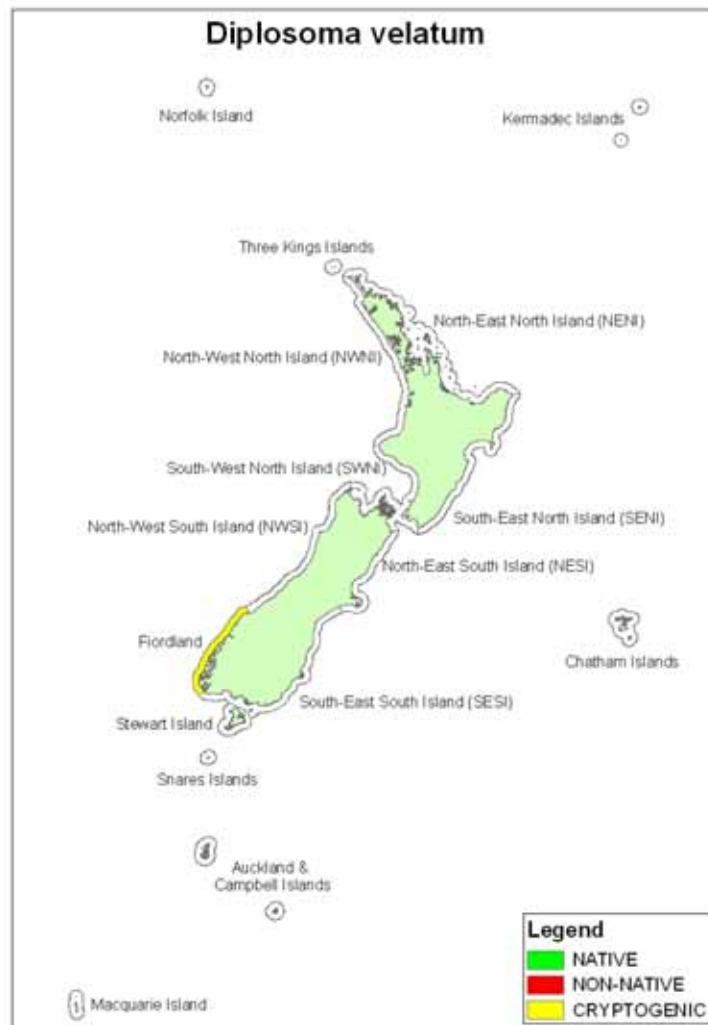 Diplosoma velatum
Norfolk Island
Kermadec Islands
Three Kings Islands
North-East North Island (NENI)
North-West North Island (NWNI)
South-West North Island (SWNI)
South-East North Island (SENI)
North-West South Island (NWSI)
North-East South Island (NESI)
Fiordland
Chatham Islands
South-East South Island (SESI)
Stewart Island
Snares Islands
Auckland &
Campbell Islands
Macquarie Island
Legend
NATIVE
NON-NATIVE
CRYPTOGENIC